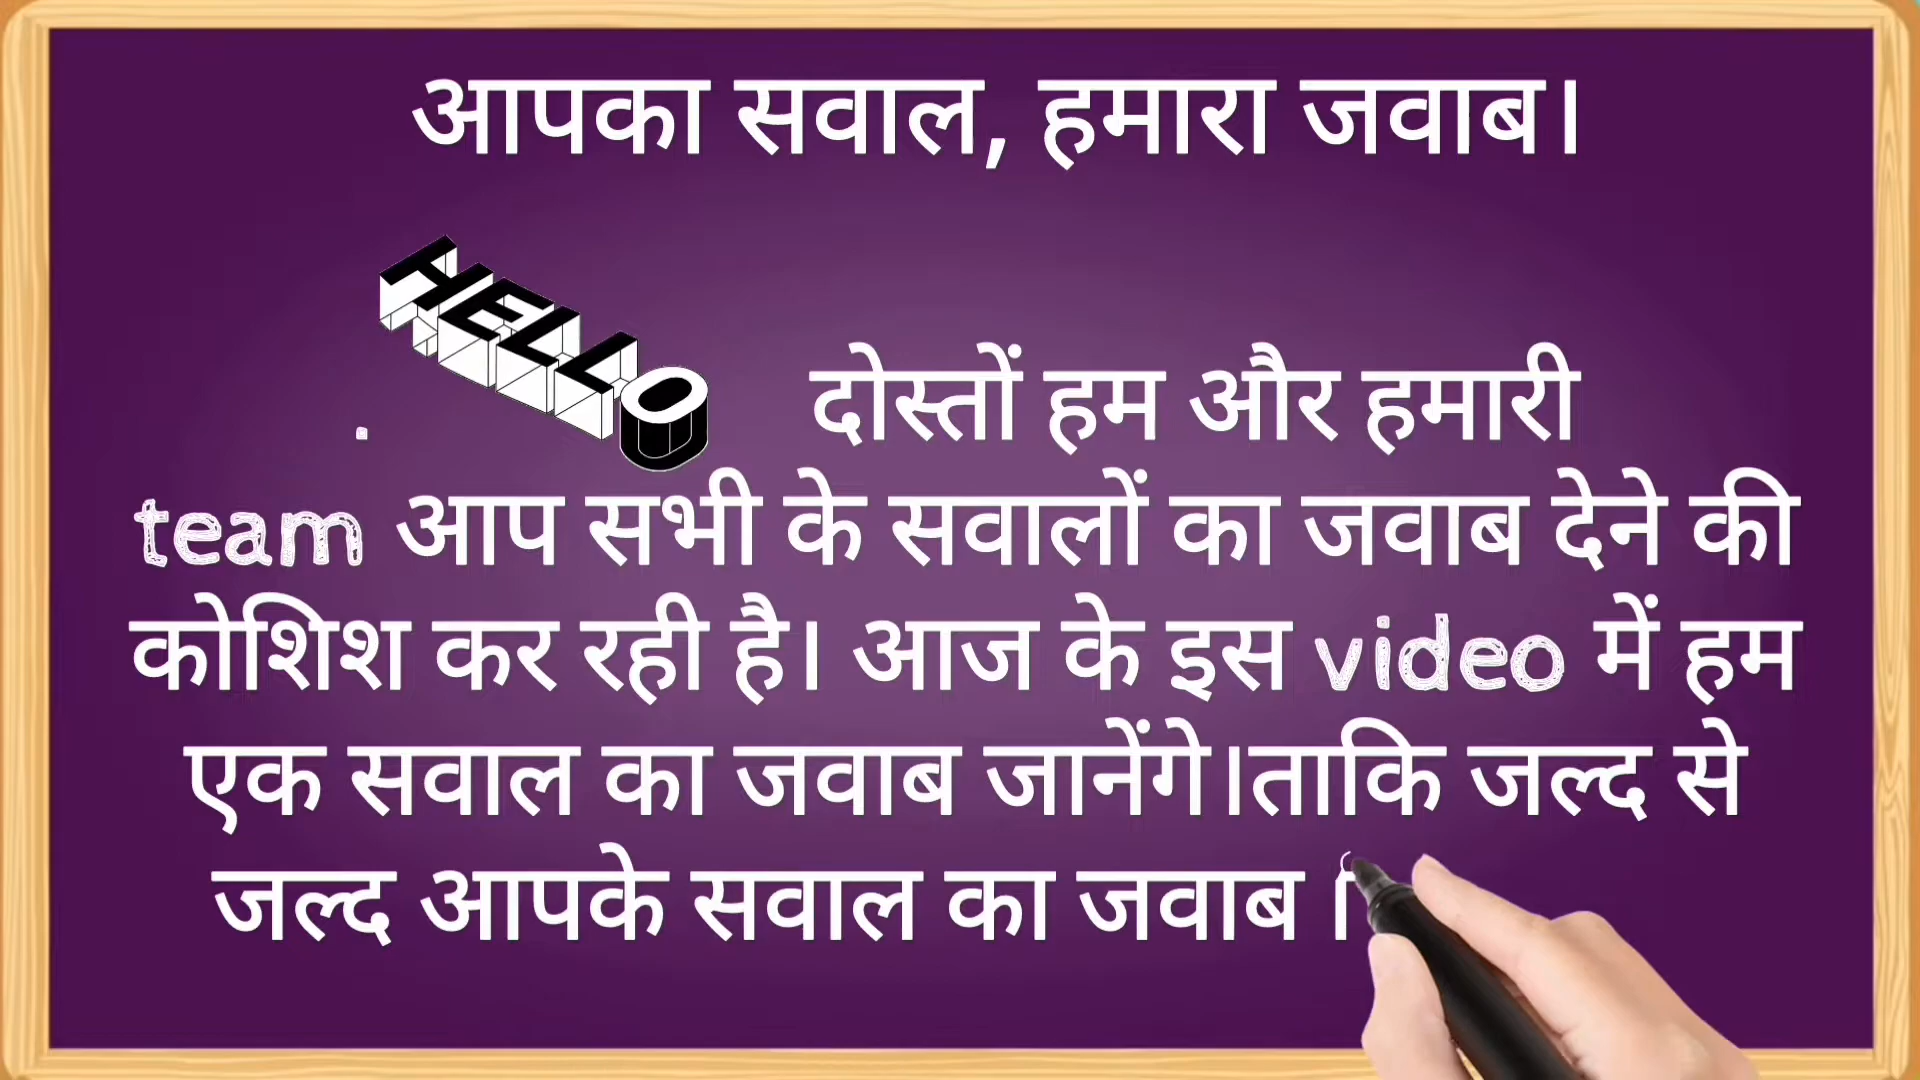 आपका सवाल, हमारा जवाब।
HELLO
. दोस्तों हम और हमारी
team आप सभी के सवालों का जवाब देने की
कोशिश कर रही है। आज के इस video में हम
एक सवाल का जवाब जानेंगे।ताकि जल्द से
जल्द आपके सवाल का जवाब